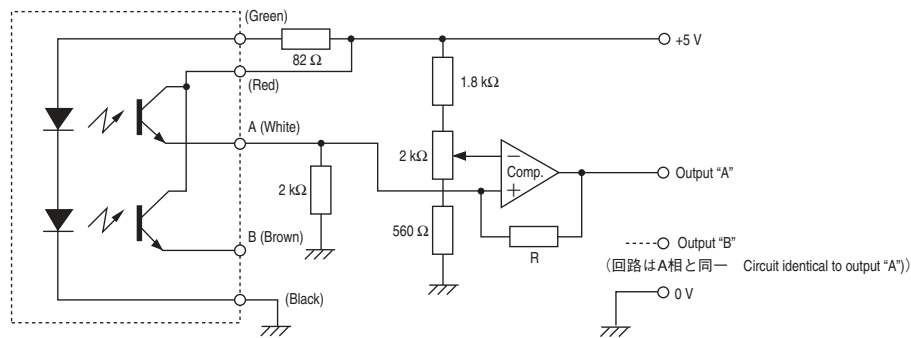 (Green)
82 Ω
(Red)
+5 V
1.8 kΩ
A (White)
2 kΩ
2 kΩ
−
Comp.
+
Output “A”
560 Ω
R
B (Brown)
Output “B”
（回路はA相と同一 Circuit identical to output “A”)）
(Black)
0 V